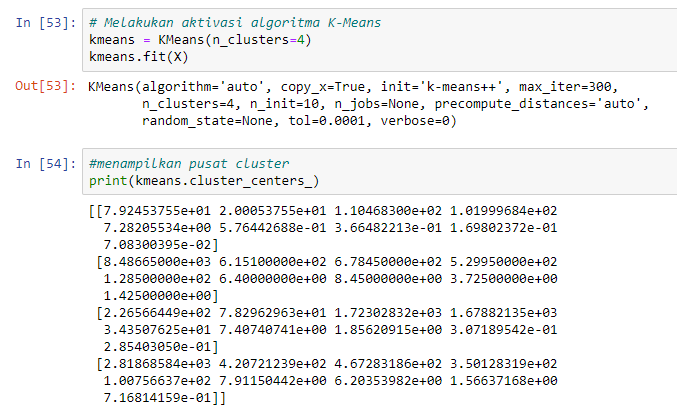 In [53]: # Melakukan aktivasi algoritma K-Means
kmeans = KMeans(n_clusters=4)
kmeans.fit(X)
Out[53]: KMeans(algorithm='auto', copy_x=True, init='k-means++', max_iter=300,
n_clusters=4, n_init=10, n_jobs=None, precompute_distances='auto',
random_state=None, tol=0.0001, verbose=0)
In [54]: #menampilkan pusat cluster
print(kmeans.cluster_centers_)
[[7.92453755e+01 2.00053755e+01 1.10468300e+02 1.01999684e+02
7.28205534e+00 5.76442688e-01 3.66482213e-01 1.69802372e-01
7.08300395e-02]
[8.48665000e+03 6.15100000e+02 6.78450000e+02 5.29950000e+02
1.28500000e+02 6.40000000e+00 8.45000000e+00 3.72500000e+00
1.42500000e+00]
[2.26566449e+02 7.82962963e+01 1.72302832e+03 1.67882135e+03
3.43507625e+01 7.40740741e+00 1.85620915e+00 3.07189542e-01
2.85403050e-01]
[2.81868584e+03 4.20721239e+02 4.67283186e+02 3.50128319e+02
1.00756637e+02 7.91150442e+00 6.20353982e+00 1.56637168e+00
7.16814159e-01]]